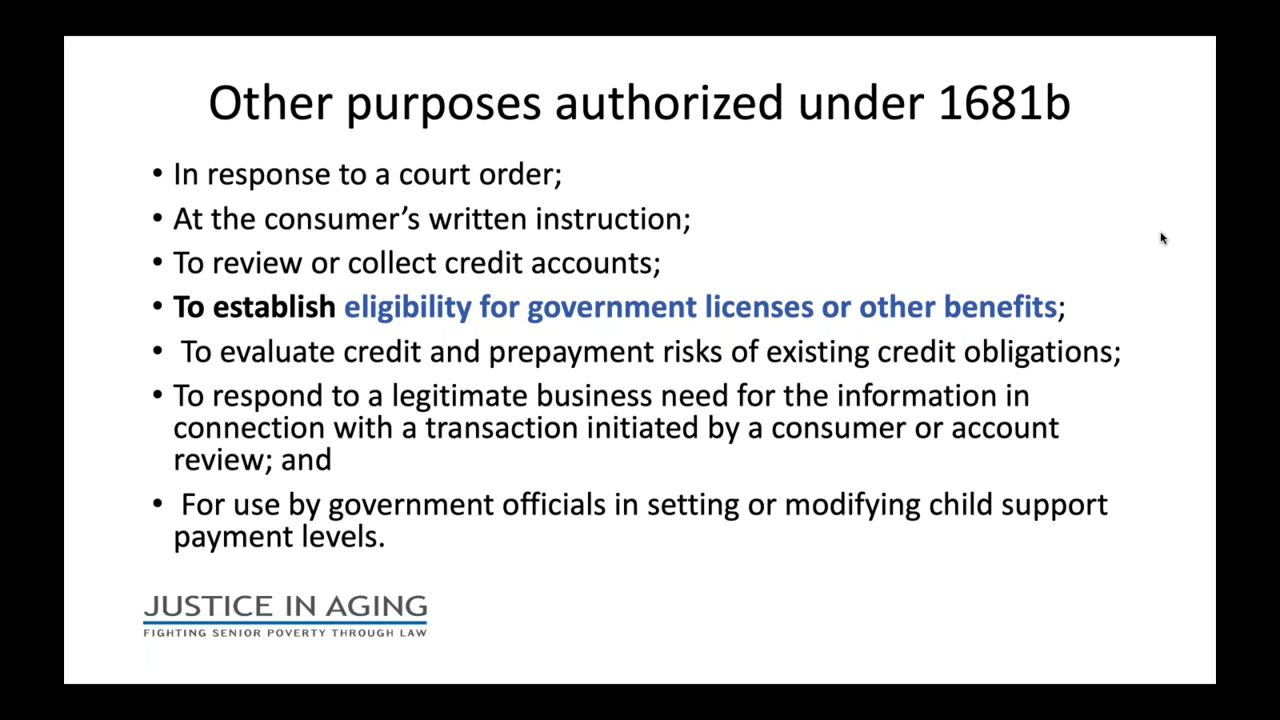 Other purposes authorized under 1681b
• In response to a court order;
• At the consumer’s written instruction;
• To review or collect credit accounts;
• To establish eligibility for government licenses or other benefits;
• To evaluate credit and prepayment risks of existing credit obligations;
• To respond to a legitimate business need for the information in
connection with a transaction initiated by a consumer or account
review; and
• For use by government officials in setting or modifying child support
payment levels.
JUSTICE IN AGING
FIGHTING SENIOR POVERTY THROUGH LAW